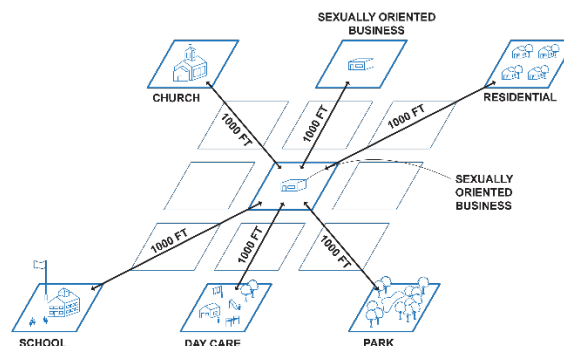 SEXUALLY ORIENTED
BUSINESS
CHURCH
RESIDENTIAL
1000 FT
1000 FT
1000 FT
SEXUALLY
ORIENTED
BUSINESS
1000 FT
1000 FT
1000 FT
SCHOOL
DAY CARE
PARK